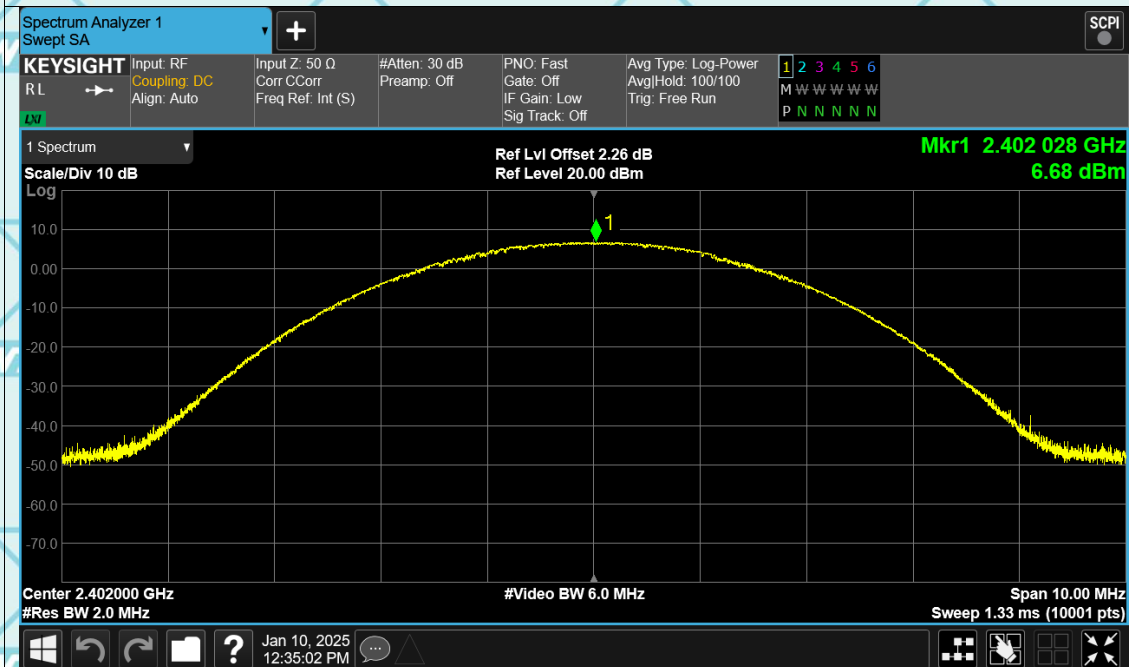 Spectrum Analyzer 1
Swept SA
+
SCPI
KEYSIGHT
RL
LXI
Input: RF
Coupling: DC
Align: Auto
Input Z: 50 Ω
Corr CCorr
Freq Ref: Int (S)
#Atten: 30 dB
Preamp: Off
PNO: Fast
Gate: Off
IF Gain: Low
Sig Track: Off
Avg Type: Log-Power
Avg|Hold: 100/100
Trig: Free Run
1 2 3 4 5 6
M W W W W W
P N N N N N
1 Spectrum
Scale/Div 10 dB
Log
Ref Lvl Offset 2.26 dB
Ref Level 20.00 dBm
Mkr1 2.402 028 GHz
6.68 dBm
1
10.0
0.00
-10.0
-20.0
-30.0
-40.0
-50.0
-60.0
-70.0
Center 2.402000 GHz
#Res BW 2.0 MHz
#Video BW 6.0 MHz
Span 10.00 MHz
Sweep 1.33 ms (10001 pts)
?
Jan 10, 2025
12:35:02 PM